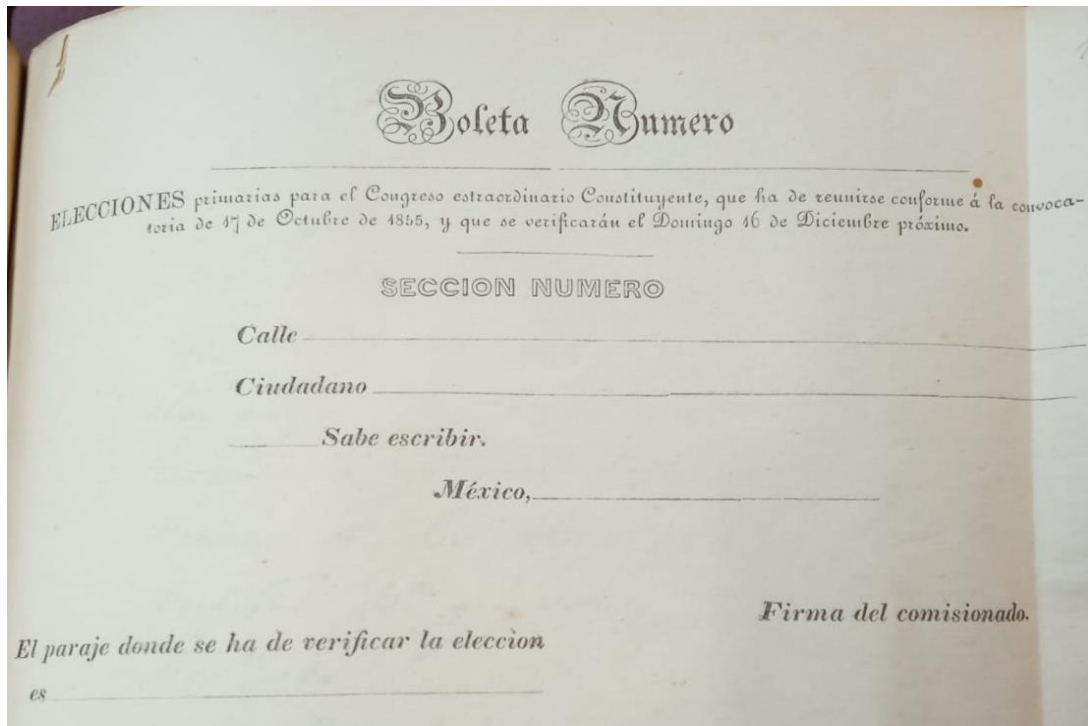 Boleta Numero
ELECCIONES primarias para el Congreso estraordinario Constituyente, que ha de reunirse conforme á la convoca-
toria de 17 de Octubre de 1855, y que se verificarán el Domingo 16 de Diciembre próximo.
SECCION NUMERO
Calle
Ciudadano
Sabe escribir.
México,
Firma del comisionado.
El paraje donde se ha de verificar la eleccion
es